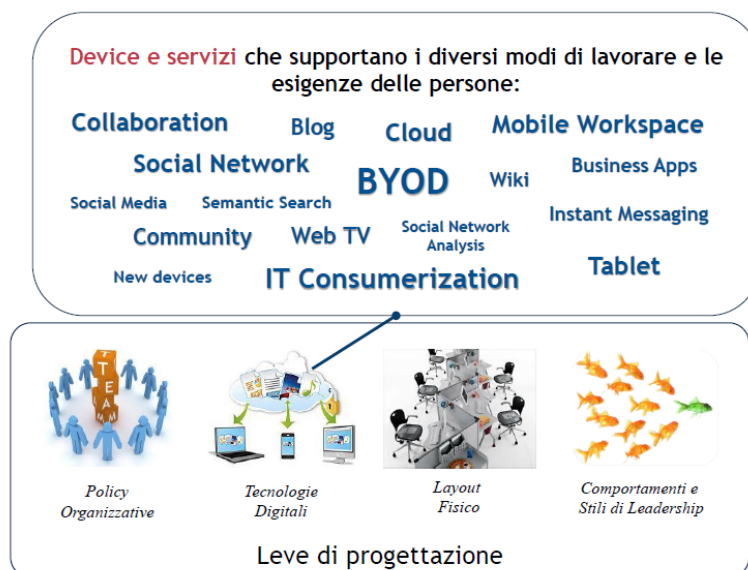 Device e servizi che supportano i diversi modi di lavorare e le
esigenze delle persone:
Collaboration
Blog
Cloud
Mobile Workspace
Social Network
BYOD
Wiki
Business Apps
Social Media
Semantic Search
Social Network
Analysis
Instant Messaging
Community
Web TV
New devices
IT Consumerization
Tablet
TEAM
Policy
Organizzative
Tecnologie
Digitali
Layout
Fisico
Comportamenti e
Stili di Leadership
Leve di progettazione